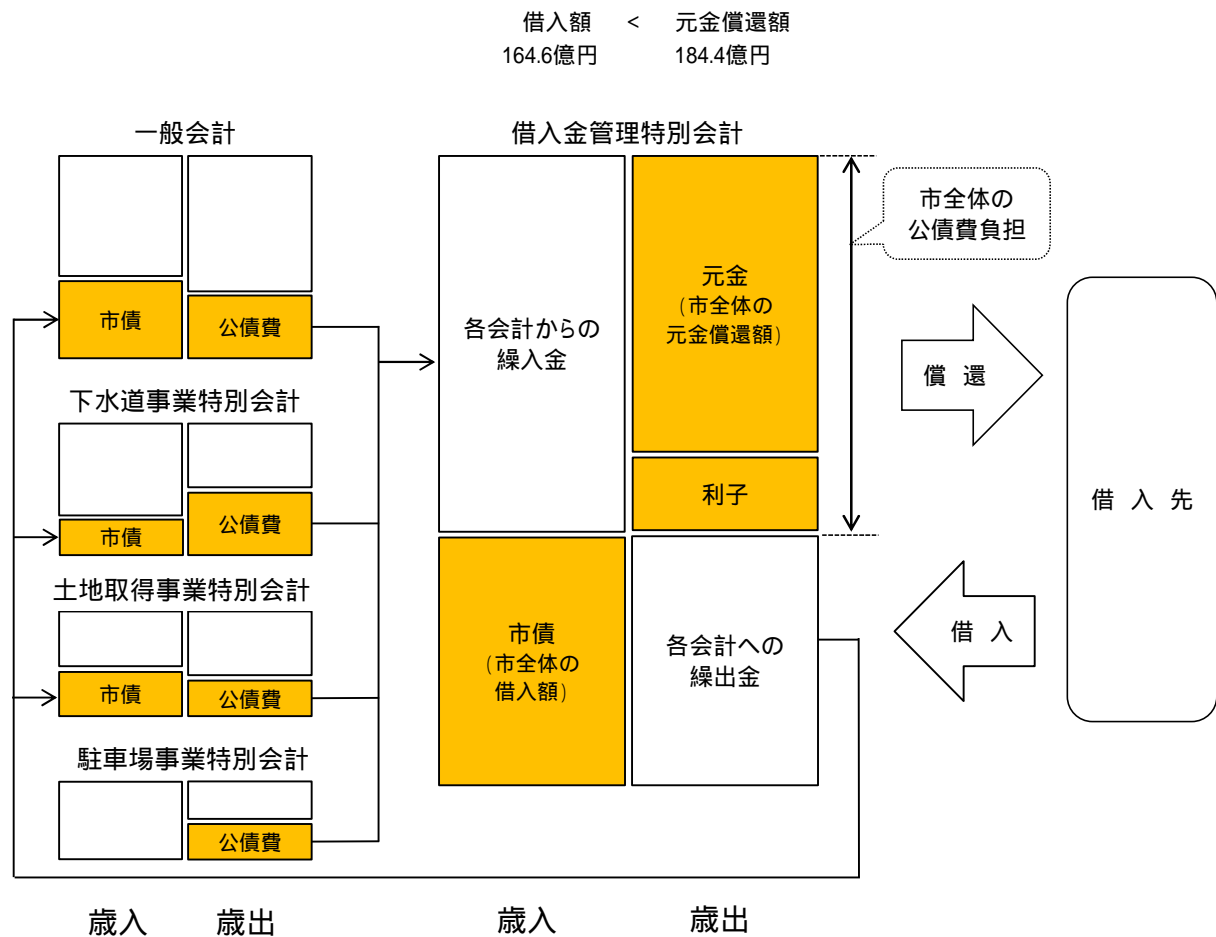 借入額 < 元金償還額
164.6億円 184.4億円
一般会計
市債
公債費
下水道事業特別会計
市債
公債費
土地取得事業特別会計
市債
公債費
駐車場事業特別会計
公債費
歳入 歳出
借入金管理特別会計
各会計からの
繰入金
元金
(市全体の
元金償還額)
利子
市債
(市全体の
借入額)
各会計への
繰出金
歳入 歳出
市全体の
公債費負担
償 還
借 入
借 入 先